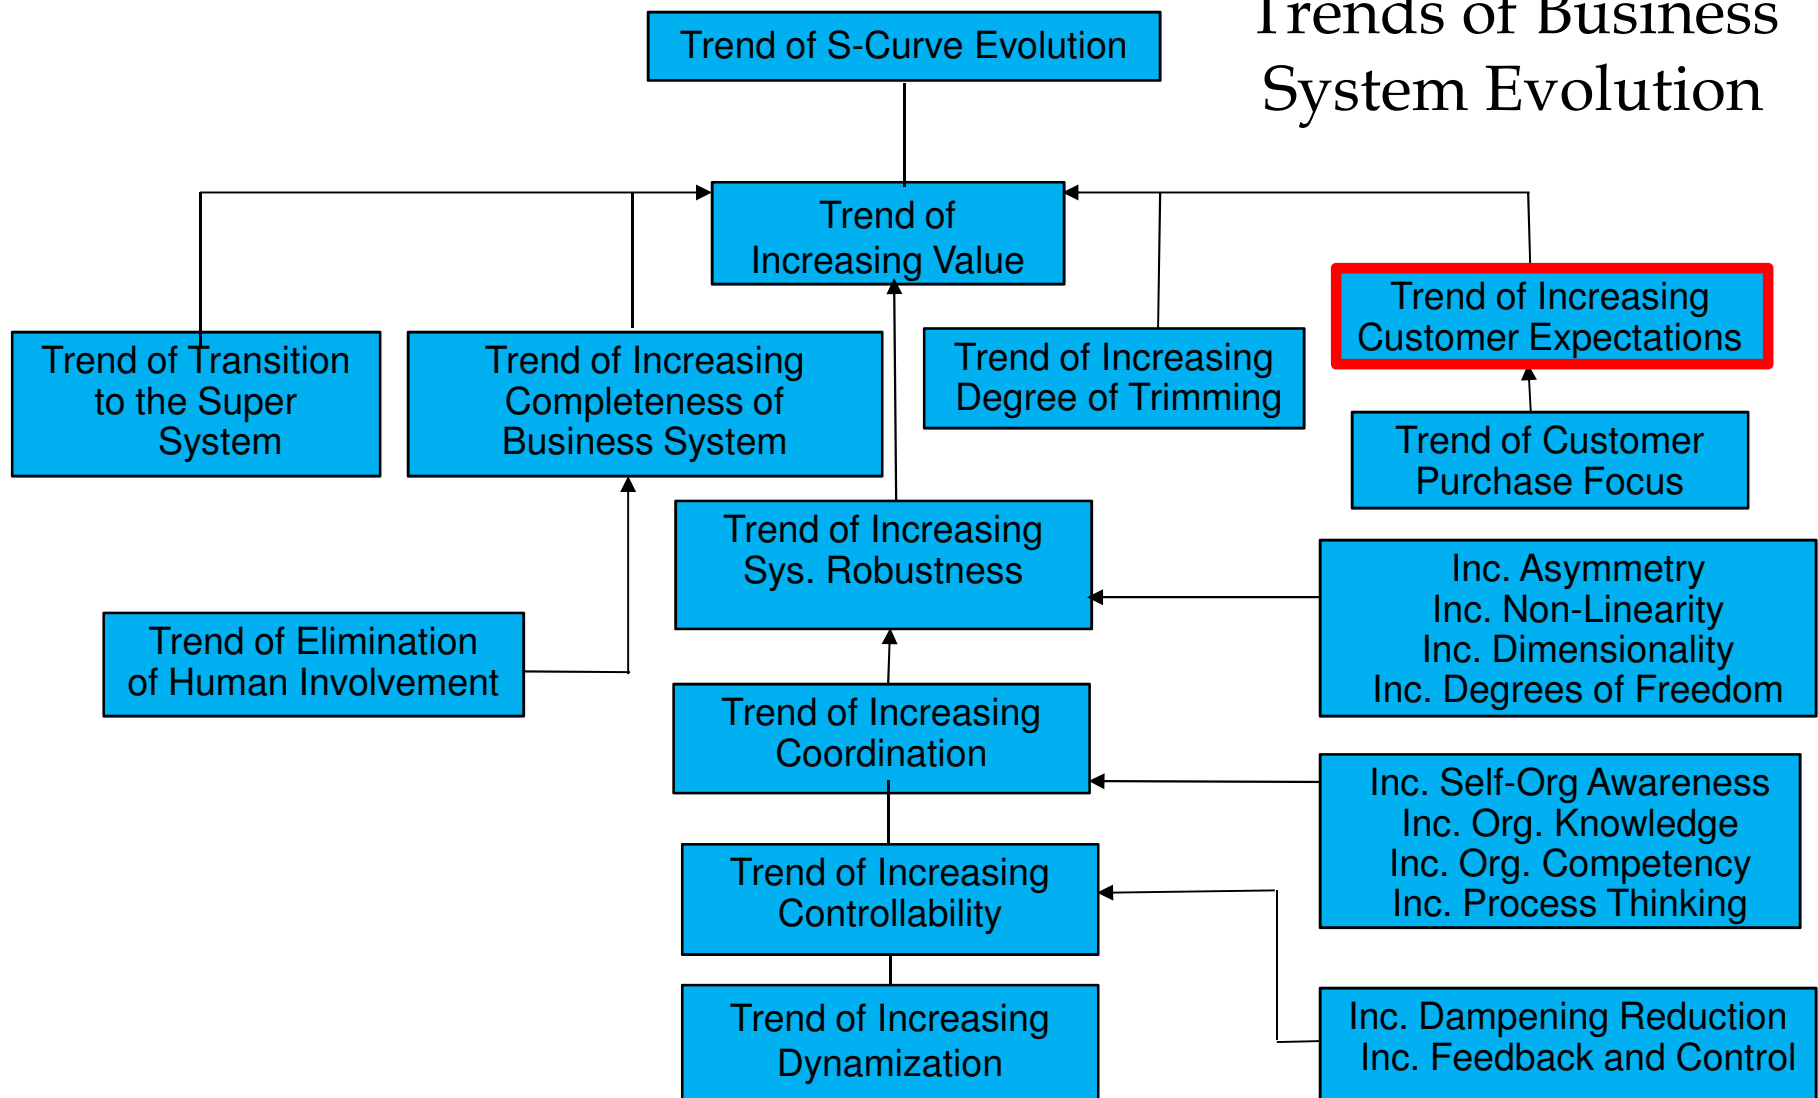 Trends of Business
System Evolution
Trend of S-Curve Evolution
Trend of
Increasing Value
Trend of Increasing
Customer Expectations
Trend of Transition
to the Super
System
Trend of Increasing
Completeness of
Business System
Trend of Increasing
Degree of Trimming
Trend of Customer
Purchase Focus
Trend of Increasing
Sys. Robustness
Inc. Asymmetry
Inc. Non-Linearity
Inc. Dimensionality
Inc. Degrees of Freedom
Trend of Elimination
of Human Involvement
Trend of Increasing
Coordination
Inc. Self-Org Awareness
Inc. Org. Knowledge
Inc. Org. Competency
Inc. Process Thinking
Trend of Increasing
Controllability
Trend of Increasing
Dynamization
Inc. Dampening Reduction
Inc. Feedback and Control